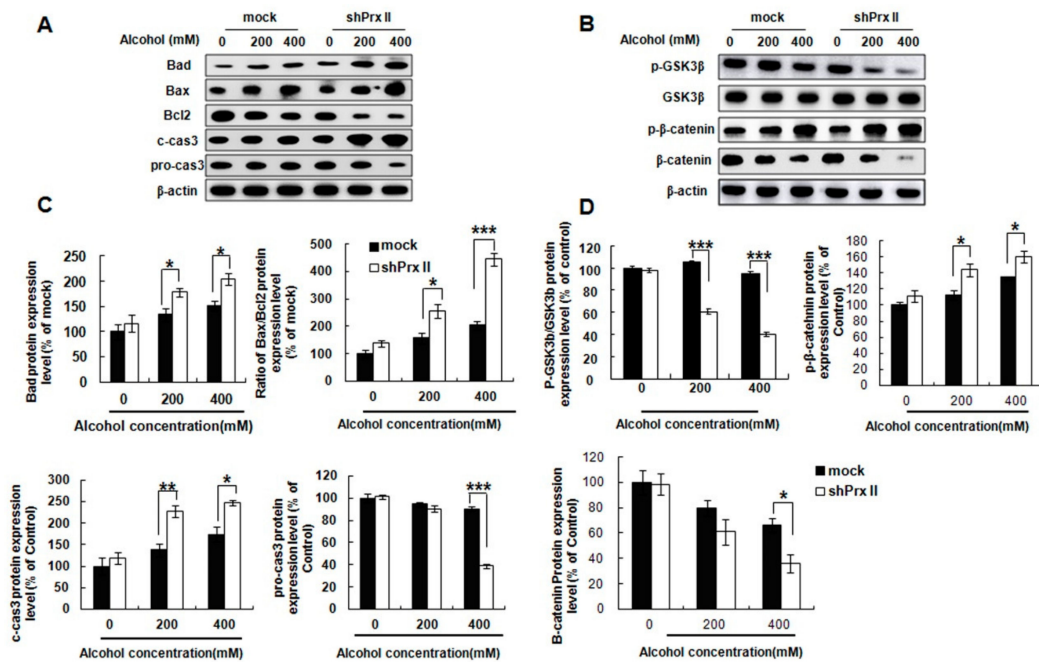 A
mock shPrx II
Alcohol (mM) 0 200 400 0 200 400
Bad
Bax
Bcl2
c-cas3
pro-cas3
β-actin
B
mock shPrx II
Alcohol (mM) 0 200 400 0 200 400
p-GSK3β
GSK3β
p-β-catenin
β-catenin
β-actin
C
Bad protein expression
level (% of mock)
250
200
150
100
50
0
* *
0 200 400
Alcohol concentration(mM)
Ratio of Bax/Bcl2 protein
expression level
(% of mock)
500
400
300
200
100
0
mock
shPrx II
* ***
0 200 400
Alcohol concentration(mM)
c-cas3 protein expression
level (% of Control)
300
250
200
150
100
50
0
** *
0 200 400
Alcohol concentration(mM)
pro-cas3 protein
expression level (% of
Control)
120
100
80
60
40
20
0
***
0 200 400
Alcohol concentration(mM)
D
P-GSK3b/GSK3b protein
expression level (% of control)
120
100
80
60
40
20
0
*** ***
0 200 400
Alcohol concentration(mM)
p-β-cateninin protein
expression level (% of
Control)
180
160
140
120
100
80
60
40
20
0
* *
0 200 400
Alcohol concentration(mM)
B-catenin Protein expression
level (% of Control)
120
100
80
60
40
20
0
mock
shPrx II
*
0 200 400
Alcohol concentration(mM)